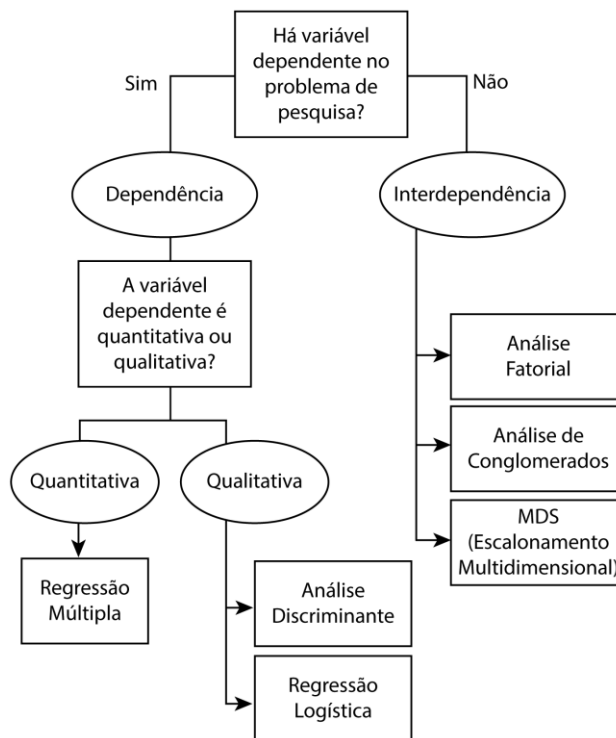 Há variável
dependente no
problema de
pesquisa?
Sim
Não
Dependência
Interdependência
A variável
dependente é
quantitativa ou
qualitativa?
Análise
Fatorial
Análise de
Conglomerados
MDS
(Escalonamento
Multidimensional)
Quantitativa
Qualitativa
Regressão
Múltipla
Análise
Discriminante
Regressão
Logística